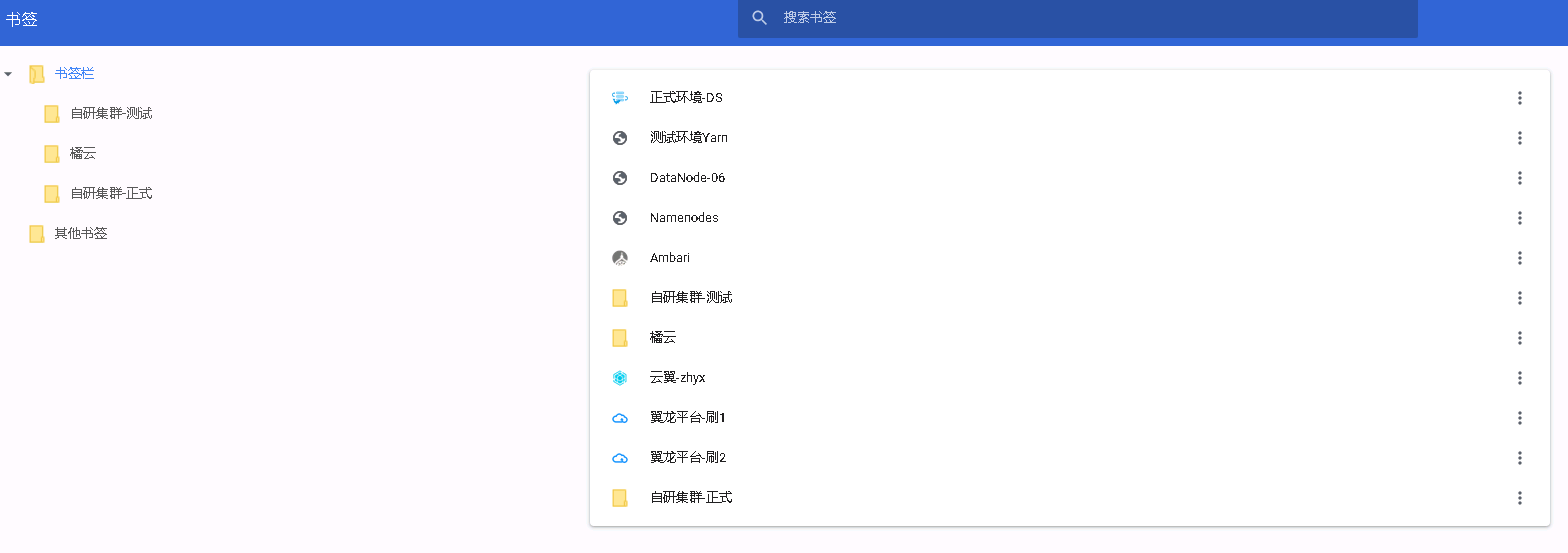 书签
搜索书签
书签栏
自研集群-测试
橘云
自研集群-正式
其他书签
正式环境-DS
测试环境Yarn
DataNode-06
Namenodes
Ambari
自研集群-测试
橘云
云翼-zhyx
翼龙平台-刷1
翼龙平台-刷2
自研集群-正式